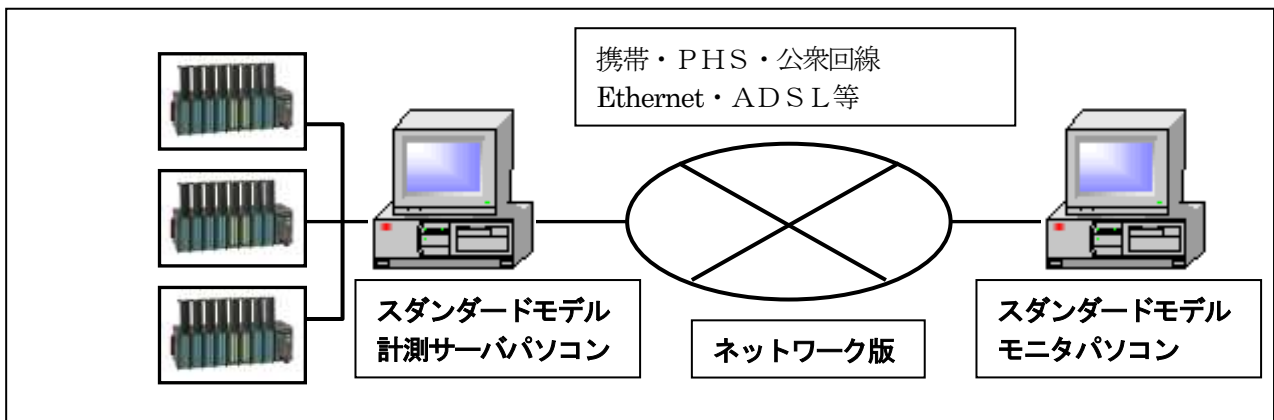 携帯・ＰＨＳ・公衆回線
Ethernet・ＡＤＳＬ等
スダンダードモデル
計測サーバパソコン
ネットワーク版
スダンダードモデル
モニタパソコン